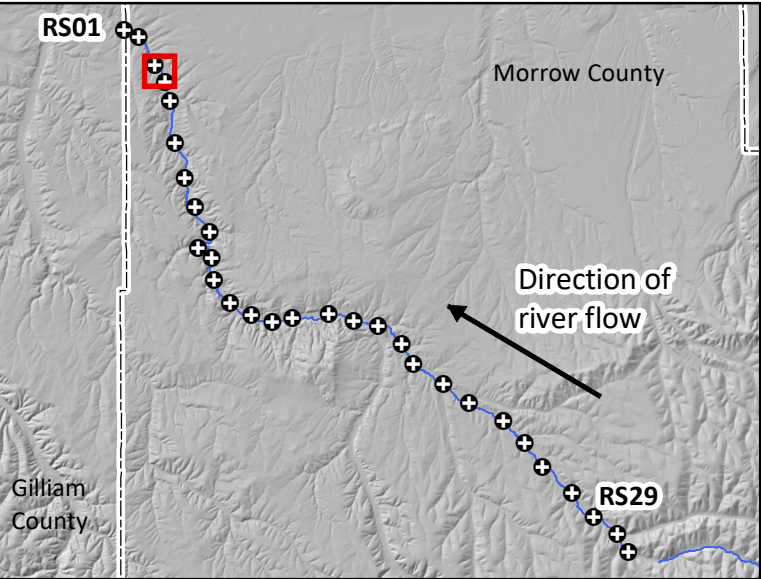 RS01
Morrow County
Direction of
river flow
RS29
Gilliam
County